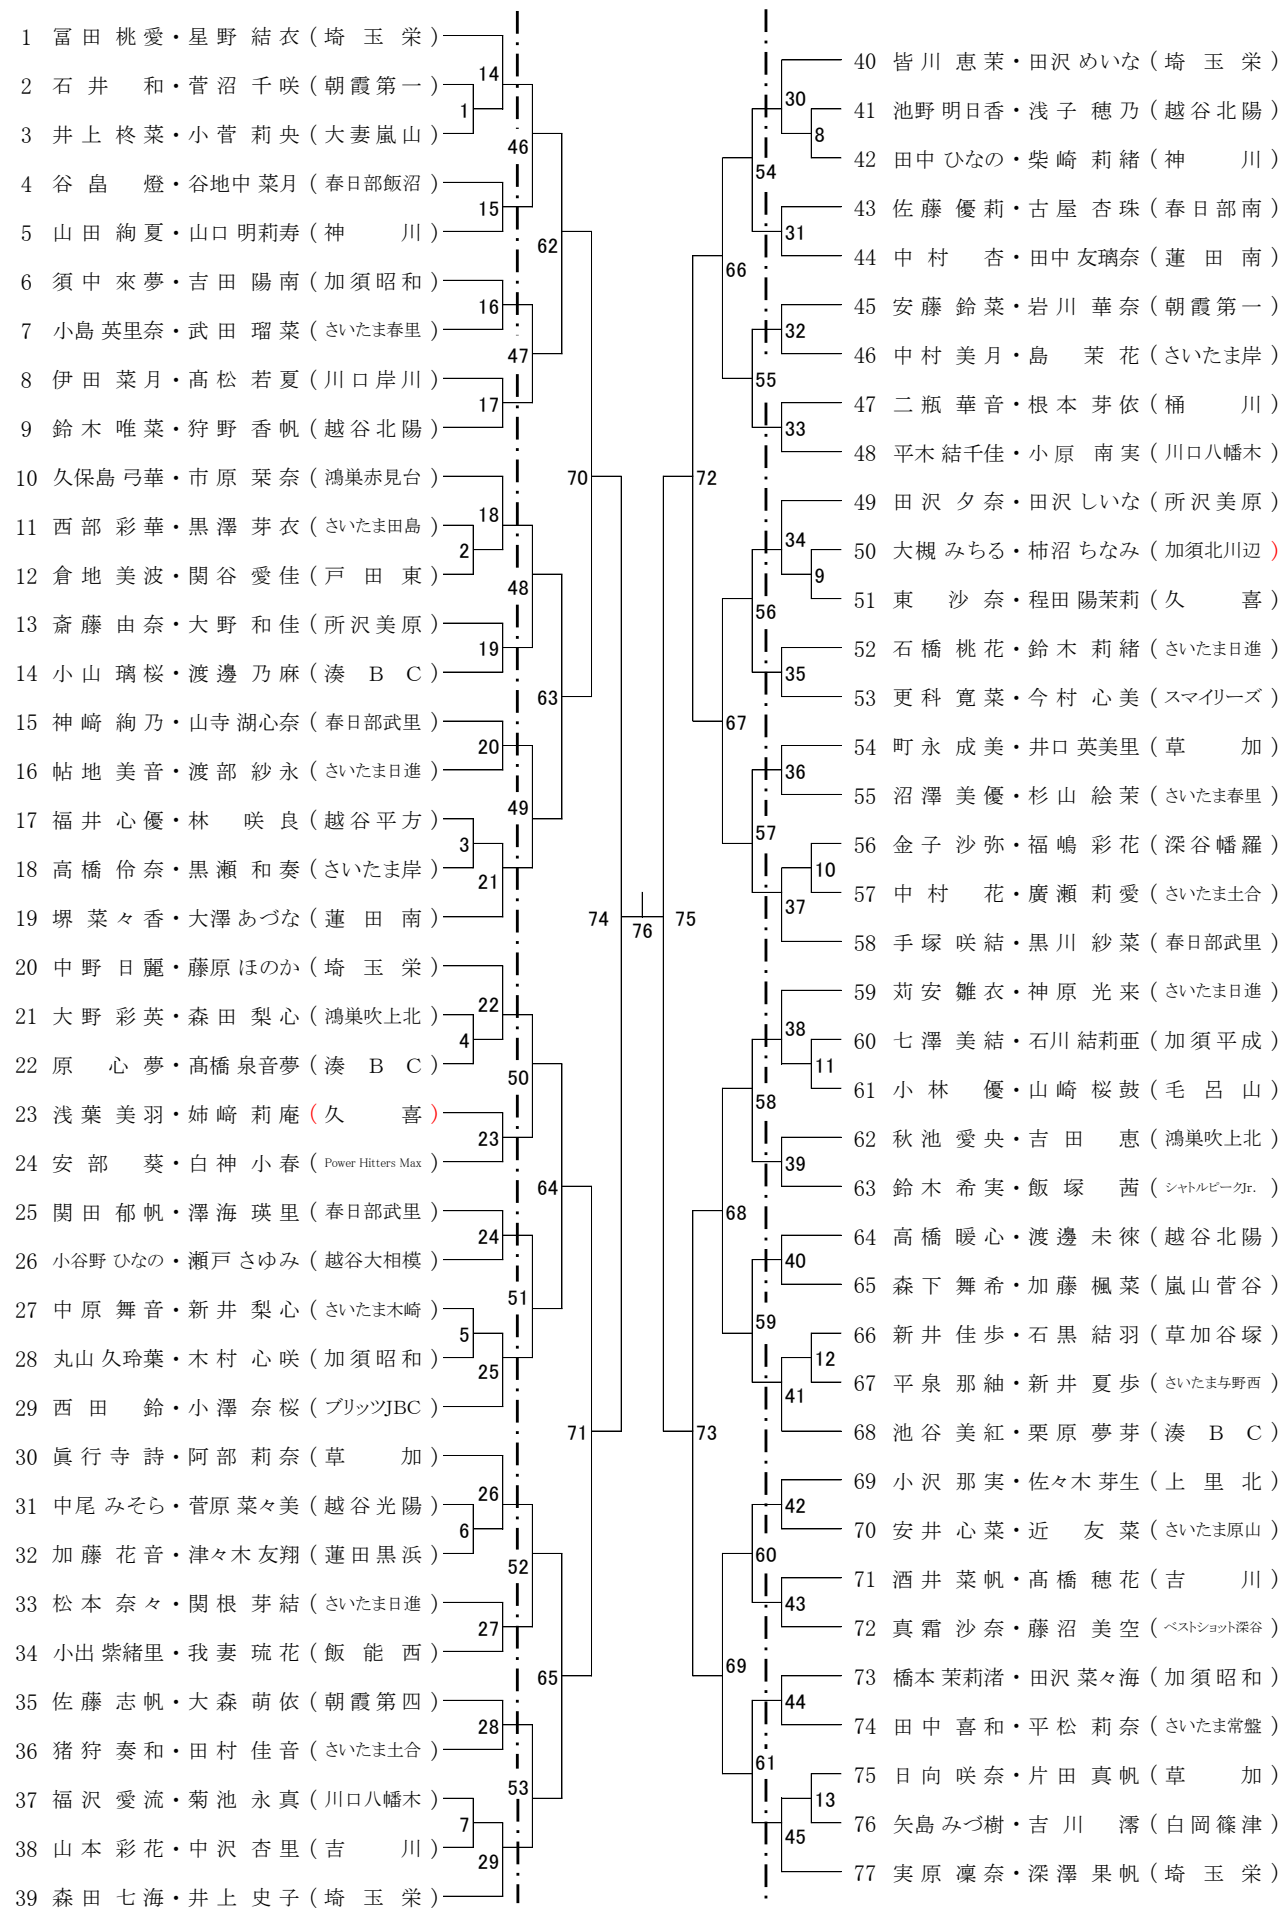 1 冨田 桃愛・星野 結衣 ( 埼玉栄 )
2 石井 和・菅沼 千咲 ( 朝霞第一 )
3 井上 柊菜・小菅 莉央 ( 大妻嵐山 )
4 谷畠 燈・谷地中 菜月 ( 春日部飯沼 )
5 山田 絢夏・山口 明莉寿 ( 神川 )
6 須中 來夢・吉田 陽南 ( 加須昭和 )
7 小島 英里奈・武田 瑠菜 ( さいたま春里 )
8 伊田 菜月・髙松 若夏 ( 川口岸川 )
9 鈴木 唯菜・狩野 香帆 ( 越谷北陽 )
10 久保島 弓華・市原 栞奈 ( 鴻巣赤見台 )
11 西部 彩華・黒澤 芽衣 ( さいたま田島 )
12 倉地 美波・関谷 愛佳 ( 戸田東 )
13 斎藤 由奈・大野 和佳 ( 所沢美原 )
14 小山 璃桜・渡邊 乃麻 ( 湊BC )
15 神﨑 絢乃・山寺 湖心奈 ( 春日部武里 )
16 帖地 美音・渡部 紗永 ( さいたま日進 )
17 福井 心優・林 咲良 ( 越谷平方 )
18 高橋 伶奈・黒瀬 和奏 ( さいたま岸 )
19 堺 菜々香・大澤 あづな ( 蓮田南 )
20 中野 日麗・藤原 ほのか ( 埼玉栄 )
21 大野 彩英・森田 梨心 ( 鴻巣吹上北 )
22 原 心夢・髙橋 泉音夢 ( 湊BC )
23 浅葉 美羽・姉﨑 莉庵 ( 久喜 )
24 安部 葵・白神 小春 ( Power Hitters Max )
25 関田 郁帆・澤海 瑛里 ( 春日部武里 )
26 小谷野 ひなの・瀬戸 さゆみ ( 越谷大相模 )
27 中原 舞音・新井 梨心 ( さいたま木崎 )
28 丸山 久玲葉・木村 心咲 ( 加須昭和 )
29 西田 鈴・小澤 奈桜 ( ブリッツJBC )
30 眞行寺 詩・阿部 莉奈 ( 草加 )
31 中尾 みそら・菅原 菜々美 ( 越谷光陽 )
32 加藤 花音・津々木 友翔 ( 蓮田黒浜 )
33 松本 奈々・関根 芽結 ( さいたま日進 )
34 小出 紫緒里・我妻 琉花 ( 飯能西 )
35 佐藤 志帆・大森 萌依 ( 朝霞第四 )
36 猪狩 奏和・田村 佳音 ( さいたま土合 )
37 福沢 愛流・菊池 永真 ( 川口八幡木 )
38 山本 彩花・中沢 杏里 ( 吉川 )
39 森田 七海・井上 史子 ( 埼玉栄 )
1
2
3
4
5
6
7
14
15
16
17
18
19
20
21
22
23
24
25
26
27
28
29
46
47
48
49
50
51
52
53
62
63
64
65
70
71
74
76
75
72
73
66
67
68
69
54
55
56
57
58
59
60
61
30
31
32
33
34
35
36
37
38
39
40
41
42
43
44
45
8
9
10
11
12
13
40 皆川 恵茉・田沢 めいな ( 埼玉栄 )
41 池野 明日香・浅子 穂乃 ( 越谷北陽 )
42 田中 ひなの・柴崎 莉緒 ( 神川 )
43 佐藤 優莉・古屋 杏珠 ( 春日部南 )
44 中村 杏・田中 友璃奈 ( 蓮田南 )
45 安藤 鈴菜・岩川 華奈 ( 朝霞第一 )
46 中村 美月・島 茉花 ( さいたま岸 )
47 二瓶 華音・根本 芽依 ( 桶川 )
48 平木 結千佳・小原 南実 ( 川口八幡木 )
49 田沢 夕奈・田沢 しいな ( 所沢美原 )
50 大槻 みちる・柿沼 ちなみ ( 加須北川辺 )
51 東 沙奈・程田 陽茉莉 ( 久喜 )
52 石橋 桃花・鈴木 莉緒 ( さいたま日進 )
53 更科 寛菜・今村 心美 ( スマイリーズ )
54 町永 成美・井口 英美里 ( 草加 )
55 沼澤 美優・杉山 絵茉 ( さいたま春里 )
56 金子 沙弥・福嶋 彩花 ( 深谷幡羅 )
57 中村 花・廣瀬 莉愛 ( さいたま土合 )
58 手塚 咲結・黒川 紗菜 ( 春日部武里 )
59 苅安 雛衣・神原 光来 ( さいたま日進 )
60 七澤 美結・石川 結莉亜 ( 加須平成 )
61 小林 優・山崎 桜鼓 ( 毛呂山 )
62 秋池 愛央・吉田 恵 ( 鴻巣吹上北 )
63 鈴木 希実・飯塚 茜 ( シャトルピークJr. )
64 高橋 暖心・渡邊 未徠 ( 越谷北陽 )
65 森下 舞希・加藤 楓菜 ( 嵐山菅谷 )
66 新井 佳歩・石黒 結羽 ( 草加谷塚 )
67 平泉 那紬・新井 夏歩 ( さいたま与野西 )
68 池谷 美紅・栗原 夢芽 ( 湊BC )
69 小沢 那実・佐々木 芽生 ( 上里北 )
70 安井 心菜・近 友菜 ( さいたま原山 )
71 酒井 菜帆・髙橋 穂花 ( 吉川 )
72 真霜 沙奈・藤沼 美空 ( ベストショット深谷 )
73 橋本 茉莉渚・田沢 菜々海 ( 加須昭和 )
74 田中 喜和・平松 莉奈 ( さいたま常盤 )
75 日向 咲奈・片田 真帆 ( 草加 )
76 矢島 みづ樹・吉川 澪 ( 白岡篠津 )
77 実原 凜奈・深澤 果帆 ( 埼玉栄 )